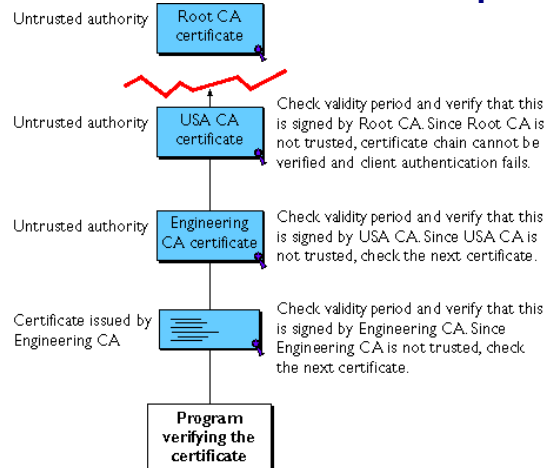 Untrusted authority
Root CA
certificate
Untrusted authority
USA CA
certificate
Check validity period and verify that this
is signed by Root CA. Since Root CA is
not trusted, certificate chain cannot be
verified and client authentication fails.
Untrusted authority
Engineering
CA certificate
Check validity period and verify that this
is signed by USA CA. Since USA CA is
not trusted, check the next certificate.
Certificate issued by
Engineering CA
Check validity period and verify that this
is signed by Engineering CA. Since
Engineering CA is not trusted, check
the next certificate.
Program
verifying the
certificate